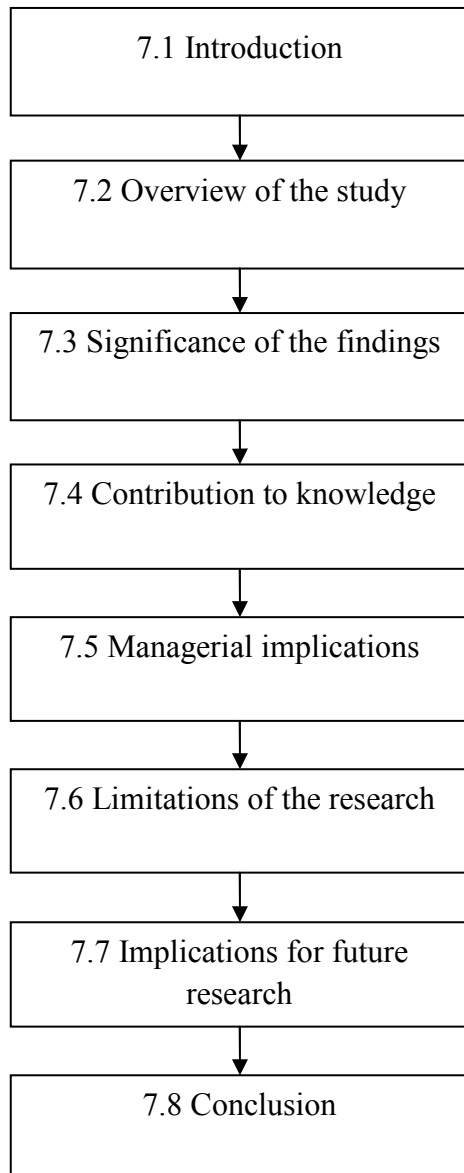 7.1 Introduction
7.2 Overview of the study
7.3 Significance of the findings
7.4 Contribution to knowledge
7.5 Managerial implications
7.6 Limitations of the research
7.7 Implications for future
research
7.8 Conclusion